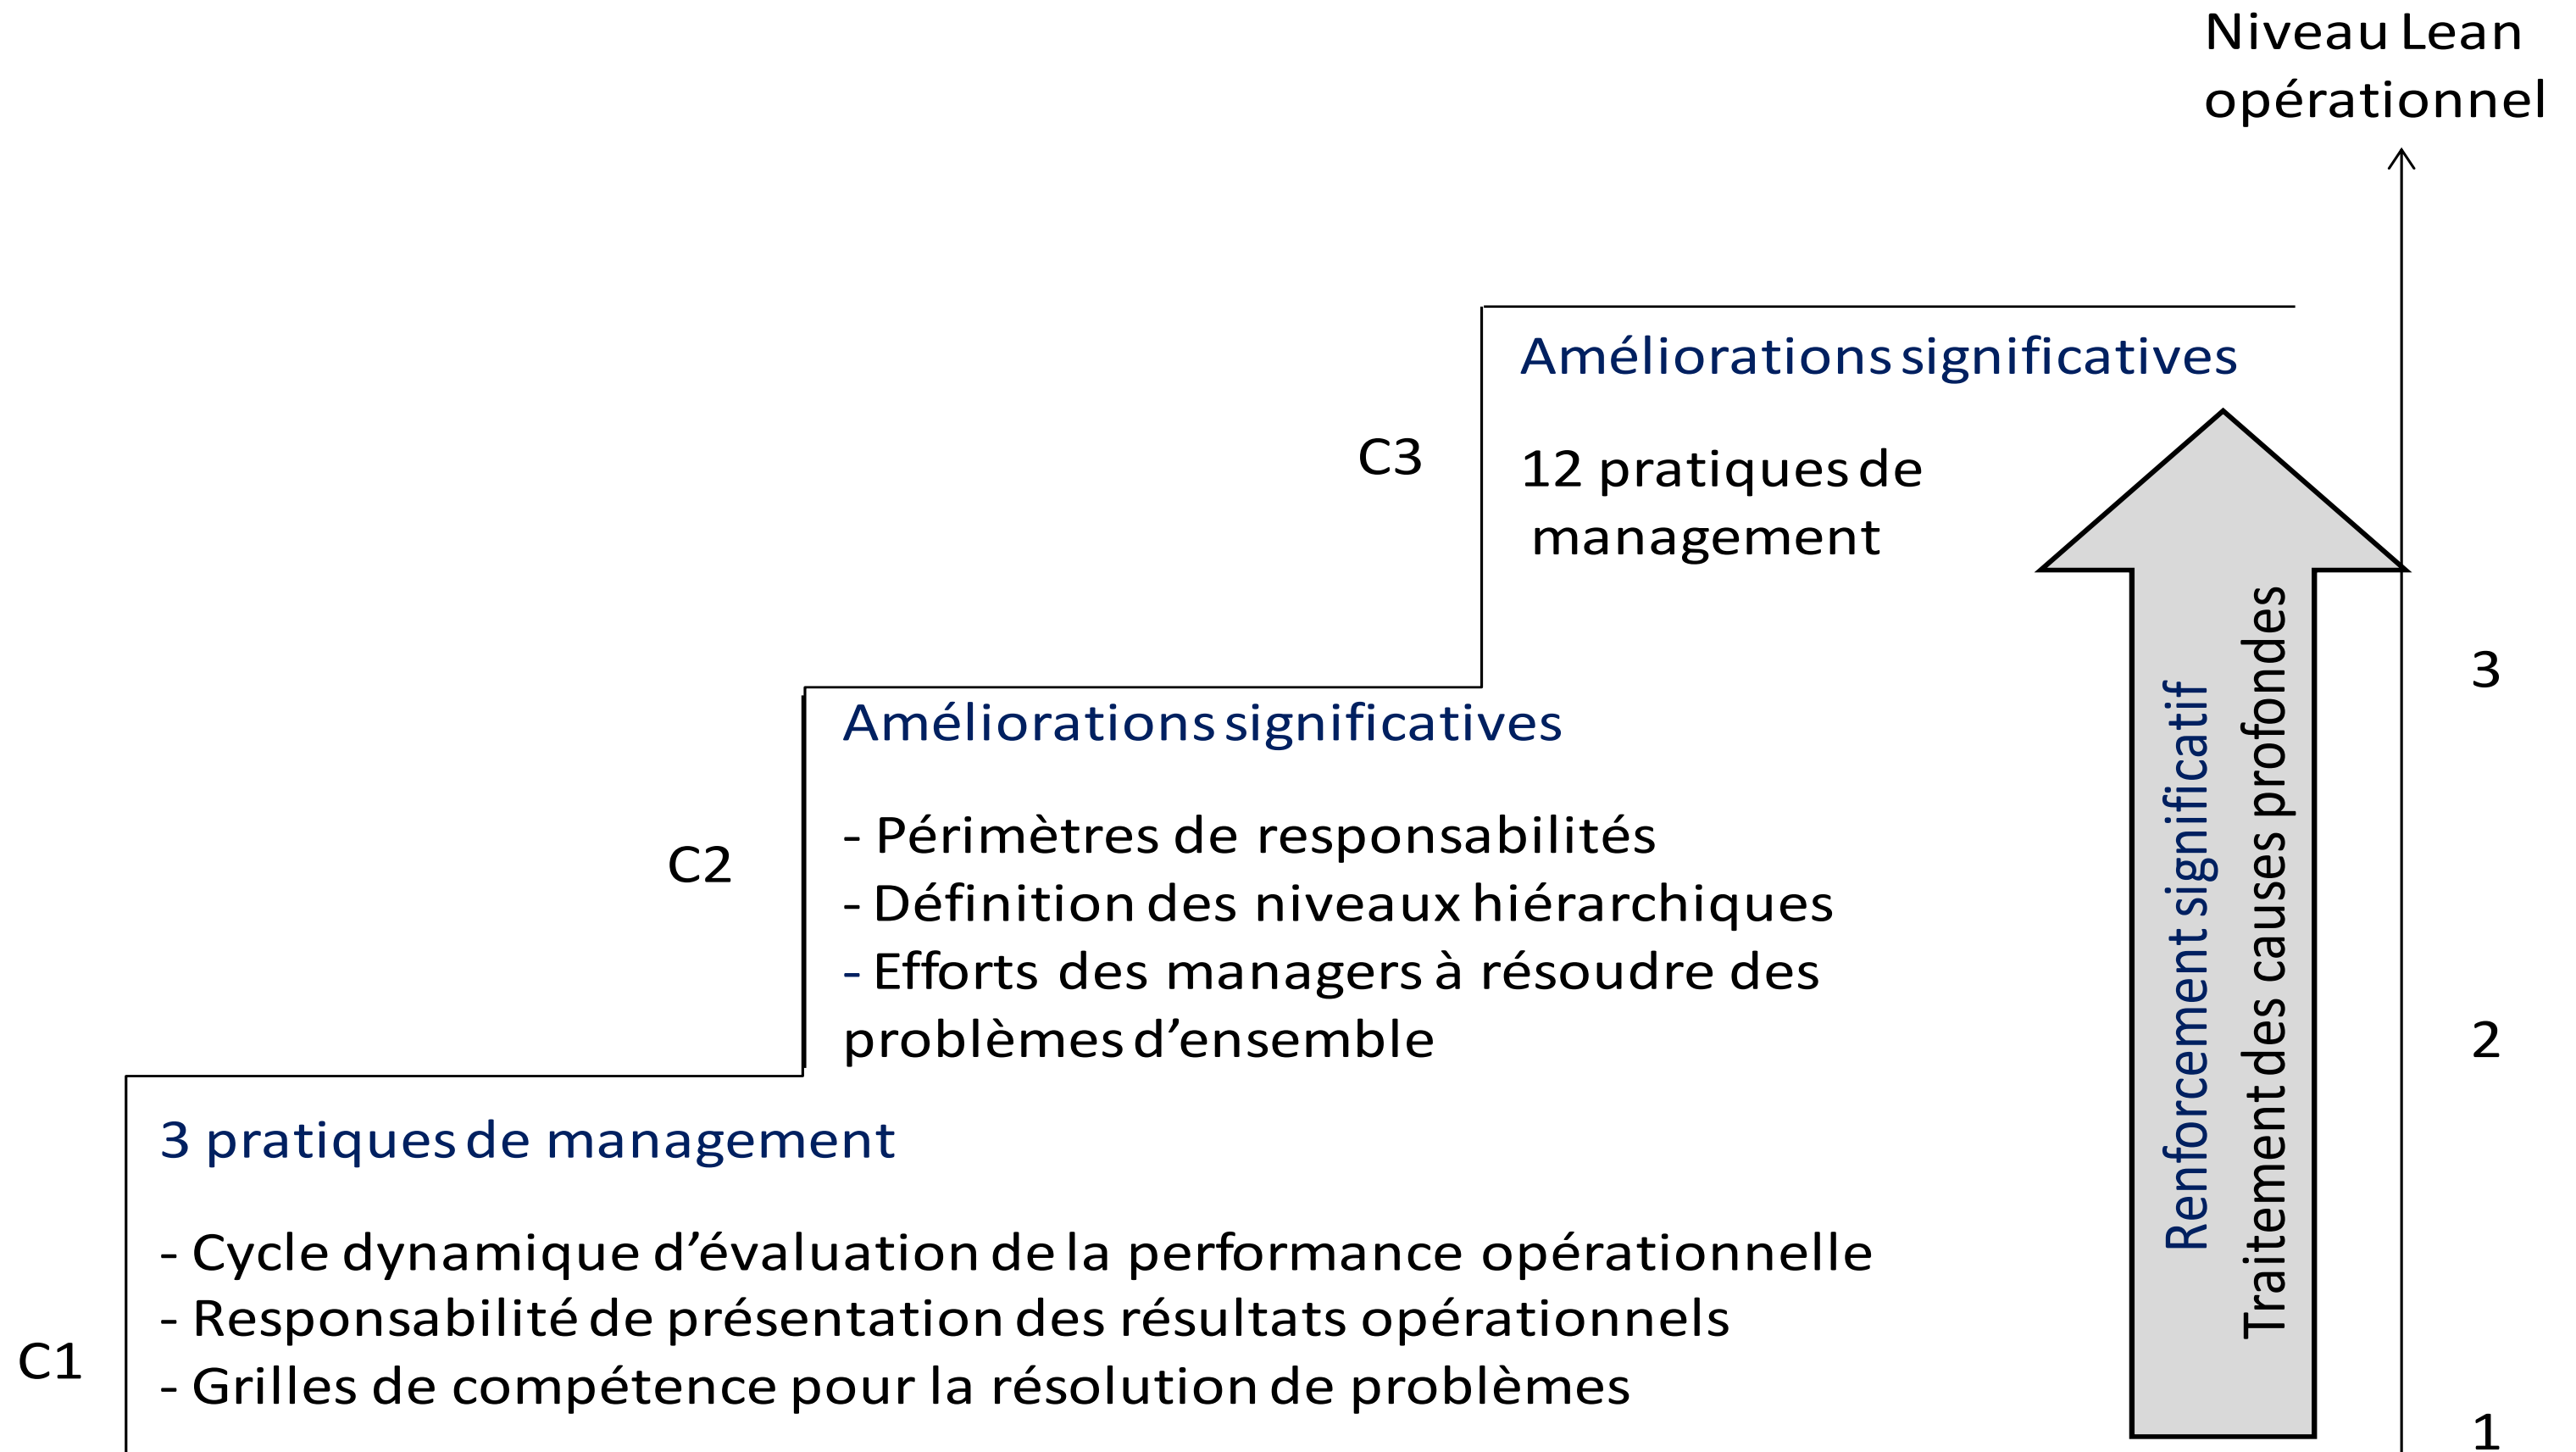 Niveau Lean
opérationnel
Améliorations significatives
C3
12 pratiques de
management
3
Améliorations significatives
C2
- Périmètres de responsabilités
- Définition des niveaux hiérarchiques
- Efforts des managers à résoudre des
problèmes d’ensemble
2
3 pratiques de management
- Cycle dynamique d’évaluation de la performance opérationnelle
- Responsabilité de présentation des résultats opérationnels
C1
- Grilles de compétence pour la résolution de problèmes
1
Renforcement significatif
Traitement des causes profondes